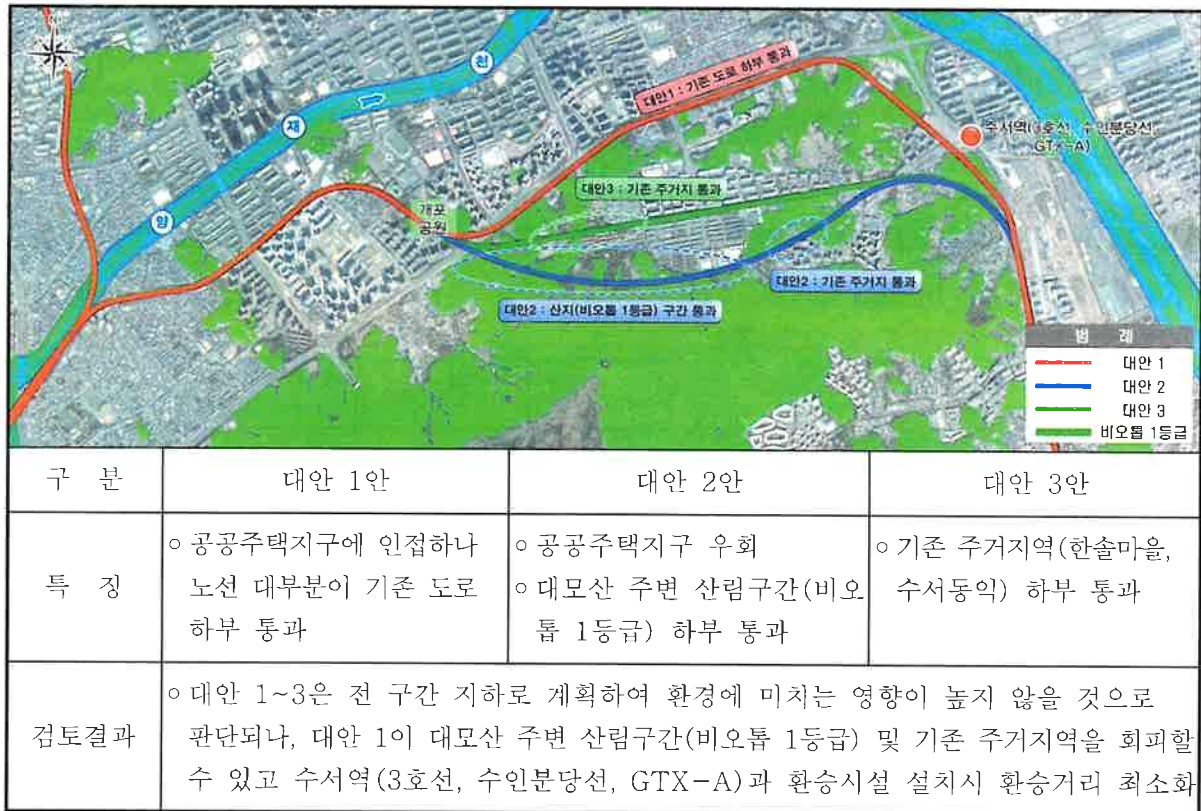 N
천
재
양
대안1 : 기존 도로 하부 통과
수서역(3호선, 수인분당선,
GTX-A)
대안3 : 기존 주거지 통과
개포
공원
대안2 : 기존 주거지 통과
대안2 : 산지(비오톱 1등급) 구간 통과
범 례
대안 1
대안 2
대안 3
비오톱 1등급
구 분
대안 1안
대안 2안
대안 3안
특 징
○ 공공주택지구에 인접하나
노선 대부분이 기존 도로
하부 통과
○ 공공주택지구 우회
○ 대모산 주변 산림구간(비오
톱 1등급) 하부 통과
○ 기존 주거지역(한솔마을,
수서동익) 하부 통과
검토결과
○ 대안 1~3은 전 구간 지하로 계획하여 환경에 미치는 영향이 높지 않을 것으로
판단되나, 대안 1이 대모산 주변 산림구간(비오톱 1등급) 및 기존 주거지역을 회피할
수 있고 수서역(3호선, 수인분당선, GTX-A)과 환승시설 설치시 환승거리 최소화